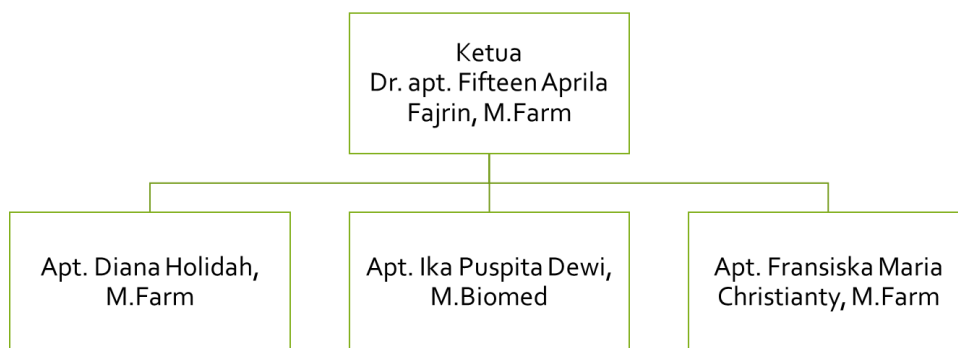 Ketua
Dr. apt. Fifteen Aprila
Fajrin, M.Farm
Apt. Diana Holidah,
M.Farm
Apt. Ika Puspita Dewi,
M.Biomed
Apt. Fransiska Maria
Christianty, M.Farm